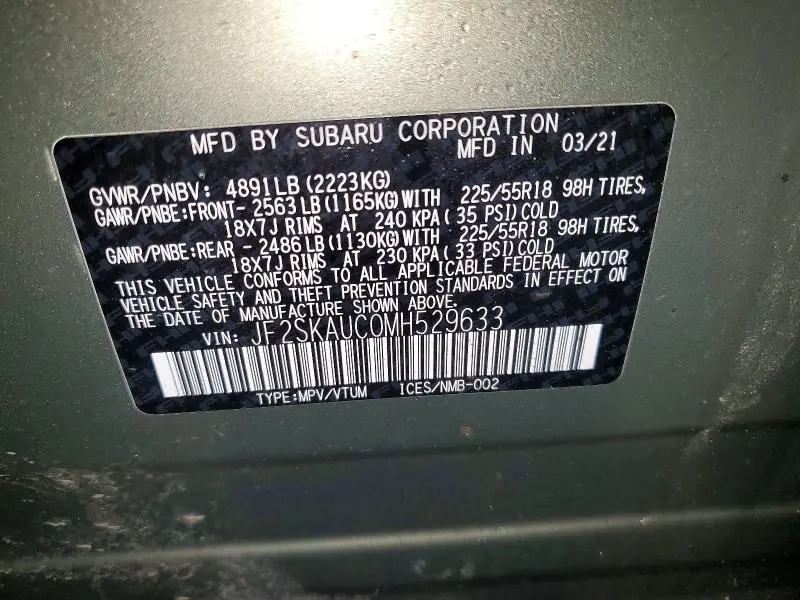 MFD BY SUBARU CORPORATION
MFD IN 03/21
GVWR/PNBV: 4891LB(2223KG)
GAWR/PNBE:FRONT- 2563LB(1165KG)WITH 225/55R18 98H TIRES,
18X7J RIMS AT 240 KPA(35 PSI)COLD
GAWR/PNBE:REAR - 2486LB(1130KG)WITH 225/55R18 98H TIRES,
18X7J RIMS AT 230 KPA(33 PSI)COLD
THIS VEHICLE CONFORMS TO ALL APPLICABLE FEDERAL MOTOR
VEHICLE SAFETY AND THEFT PREVENTION STANDARDS IN EFFECT ON
THE DATE OF MANUFACTURE SHOWN ABOVE.
VIN: JF2SKAUC0MH529633
TYPE:MPV/VTUM ICES/NMB-002